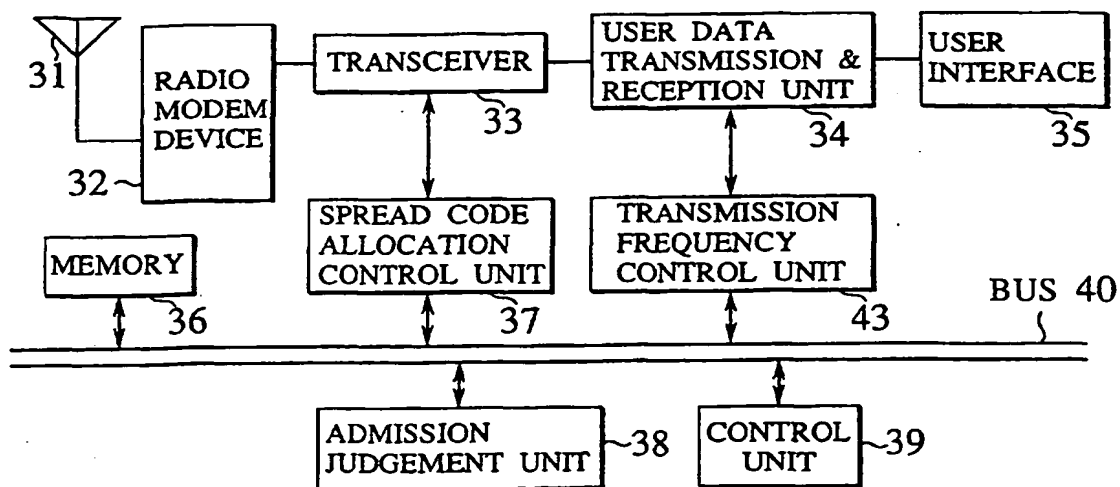 31
RADIO
MODEM
DEVICE
32
TRANSCEIVER
33
USER DATA
TRANSMISSION &
RECEPTION UNIT
34
USER
INTERFACE
35
MEMORY
36
SPREAD CODE
ALLOCATION
CONTROL UNIT
37
TRANSMISSION
FREQUENCY
CONTROL UNIT
43
BUS 40
ADMISSION
JUDGEMENT UNIT
38
CONTROL
UNIT
39